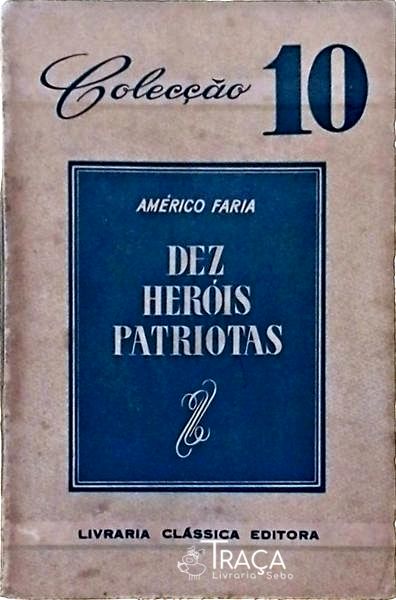 Colecção 10
AMÉRICO FARIA
DEZ
HERÓIS
PATRIOTAS
LIVRARIA CLÁSSICA EDITORA
TRAÇA
Livraria Sebo